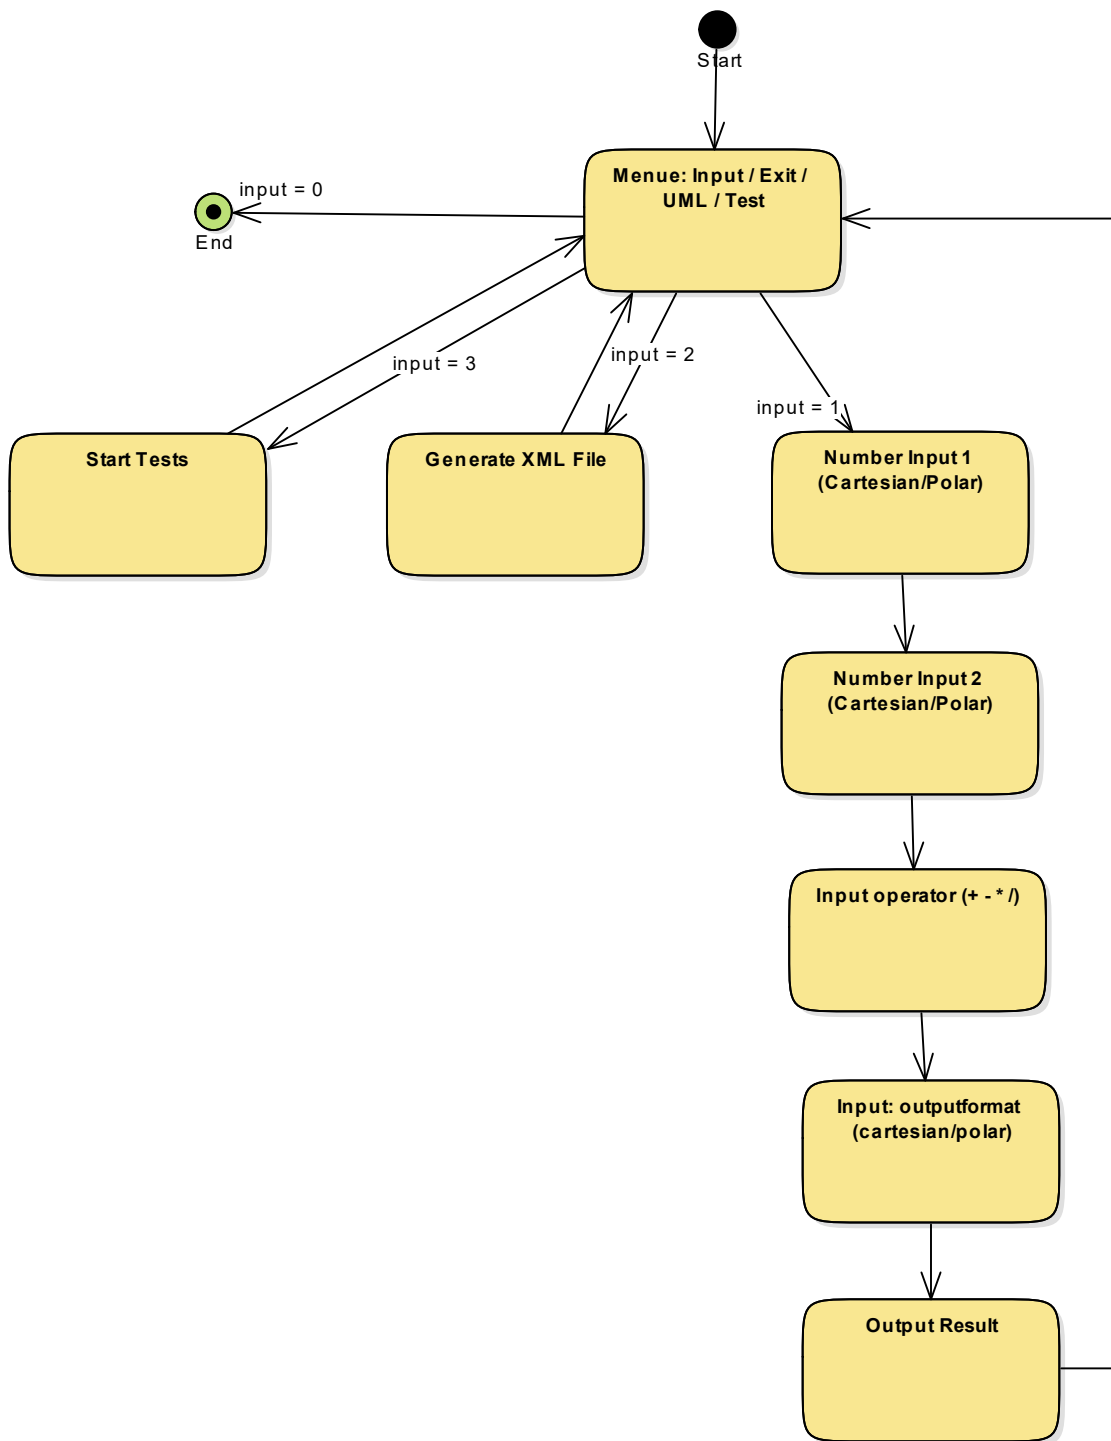 Start
Menue: Input / Exit /
UML / Test
input = 0
End
input = 3
input = 2
input = 1
Start Tests
Generate XML File
Number Input 1
(Cartesian/Polar)
Number Input 2
(Cartesian/Polar)
Input operator (+ - * /)
Input: outputformat
(cartesian/polar)
Output Result